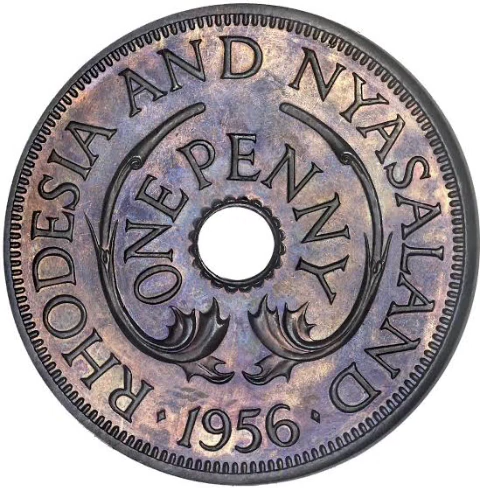 RHODESIA AND NYASALAND
ONE PENNY
· 1956 ·